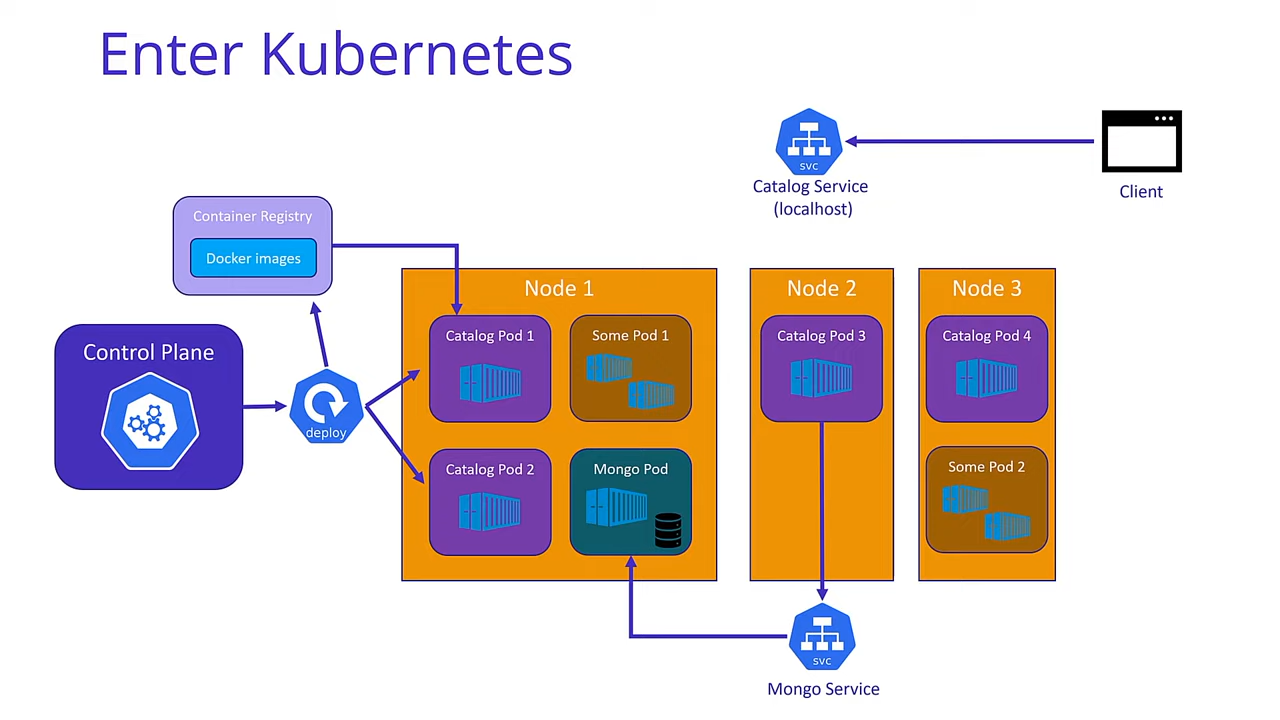 Enter Kubernetes
svc
Catalog Service
(localhost)
Client
Container Registry
Docker images
Control Plane
deploy
Node 1
Catalog Pod 1
Some Pod 1
Catalog Pod 2
Mongo Pod
Node 2
Catalog Pod 3
Node 3
Catalog Pod 4
Some Pod 2
svc
Mongo Service